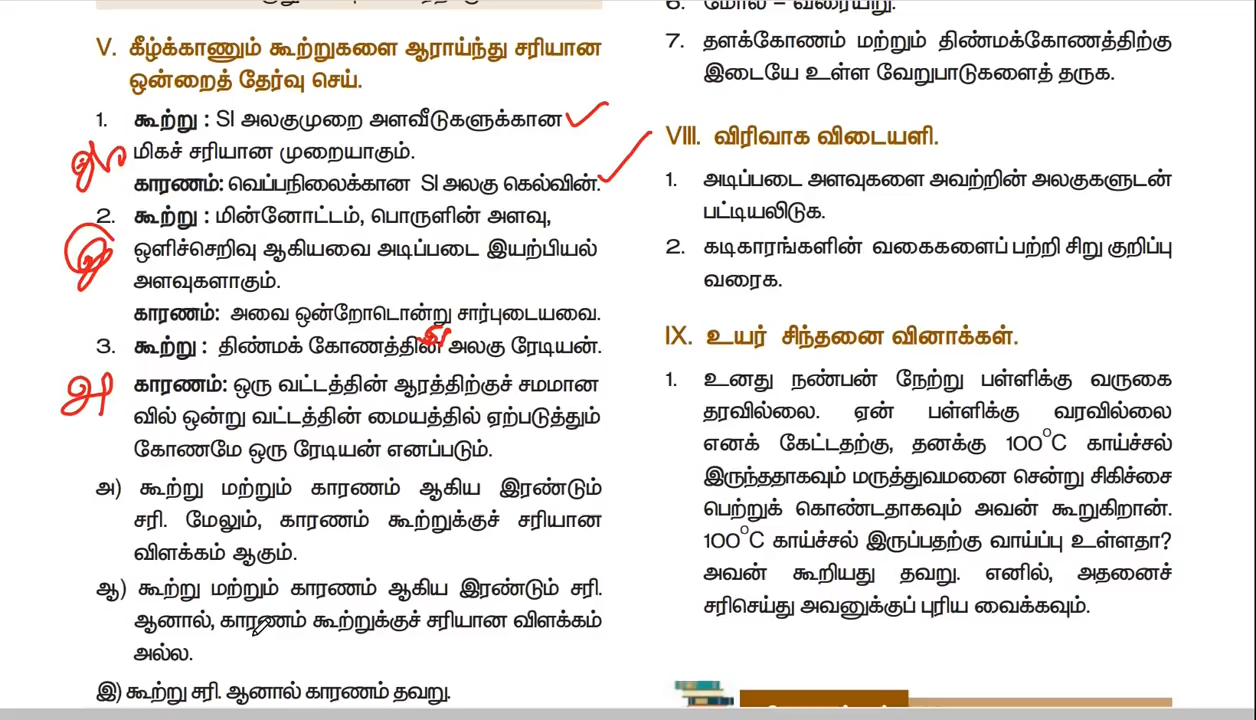 V. கீழ்க்காணும் கூற்றுகளை ஆராய்ந்து சரியான
ஒன்றைத் தேர்வு செய்.
1. கூற்று : SI அலகுமுறை அளவீடுகளுக்கான
மிகச் சரியான முறையாகும்.
காரணம்: வெப்பநிலைக்கான SI அலகு கெல்வின்.
2. கூற்று : மின்னோட்டம், பொருளின் அளவு,
ஒளிச்செறிவு ஆகியவை அடிப்படை இயற்பியல்
அளவுகளாகும்.
காரணம்: அவை ஒன்றோடொன்று சார்புடையவை.
3. கூற்று : திண்மக் கோணத்தின் அலகு ரேடியன்.
அ
காரணம்: ஒரு வட்டத்தின் ஆரத்திற்குச் சமமான
வில் ஒன்று வட்டத்தின் மையத்தில் ஏற்படுத்தும்
கோணமே ஒரு ரேடியன் எனப்படும்.
அ) கூற்று மற்றும் காரணம் ஆகிய இரண்டும்
சரி. மேலும், காரணம் கூற்றுக்குச் சரியான
விளக்கம் ஆகும்.
ஆ) கூற்று மற்றும் காரணம் ஆகிய இரண்டும் சரி.
ஆனால், காரணம் கூற்றுக்குச் சரியான விளக்கம்
அல்ல.
இ) கூற்று சரி. ஆனால் காரணம் தவறு.
6. மோல் – வரையறு.
7. தளக்கோணம் மற்றும் திண்மக்கோணத்திற்கு
இடையே உள்ள வேறுபாடுகளைத் தருக.
VIII. விரிவாக விடையளி.
1. அடிப்படை அளவுகளை அவற்றின் அலகுகளுடன்
பட்டியலிடுக.
2. கடிகாரங்களின் வகைகளைப் பற்றி சிறு குறிப்பு
வரைக.
IX. உயர் சிந்தனை வினாக்கள்.
1. உனது நண்பன் நேற்று பள்ளிக்கு வருகை
தரவில்லை. ஏன் பள்ளிக்கு வரவில்லை
எனக் கேட்டதற்கு, தனக்கு 100°C காய்ச்சல்
இருந்ததாகவும் மருத்துவமனை சென்று சிகிச்சை
பெற்றுக் கொண்டதாகவும் அவன் கூறுகிறான்.
100°C காய்ச்சல் இருப்பதற்கு வாய்ப்பு உள்ளதா?
அவன் கூறியது தவறு. எனில், அதனைச்
சரிசெய்து அவனுக்குப் புரிய வைக்கவும்.